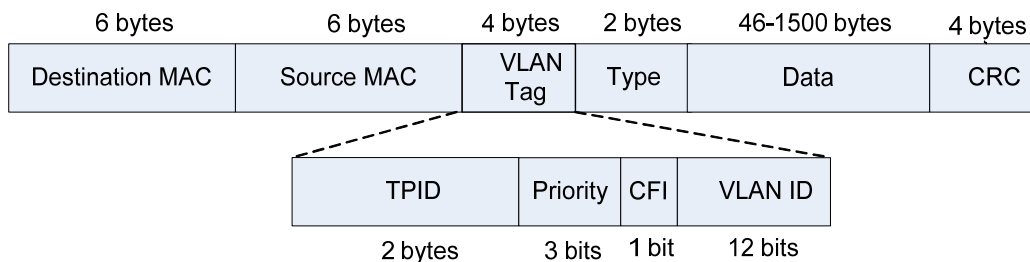 6 bytes 6 bytes 4 bytes 2 bytes 46-1500 bytes 4 bytes
Destination MAC Source MAC VLAN Tag Type Data CRC
TPID Priority CFI VLAN ID
2 bytes 3 bits 1 bit 12 bits